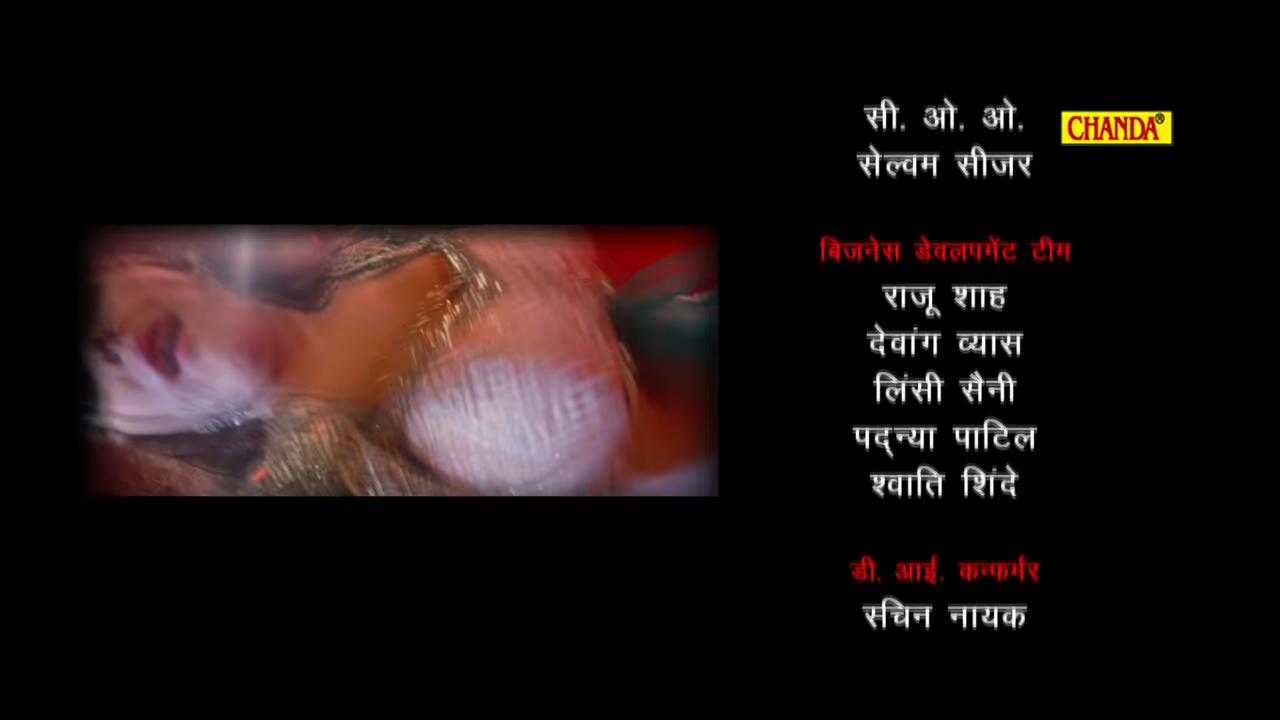 सी. ओ. ओ.
CHANDA®
सेल्वम सीजर
बिजनेस डेवलपमेंट टीम
राजू शाह
देवांग व्यास
लिंसी सैनी
पद्न्या पाटिल
श्वाति शिंदे
डी. आई. कन्फर्मर
सचिन नायक